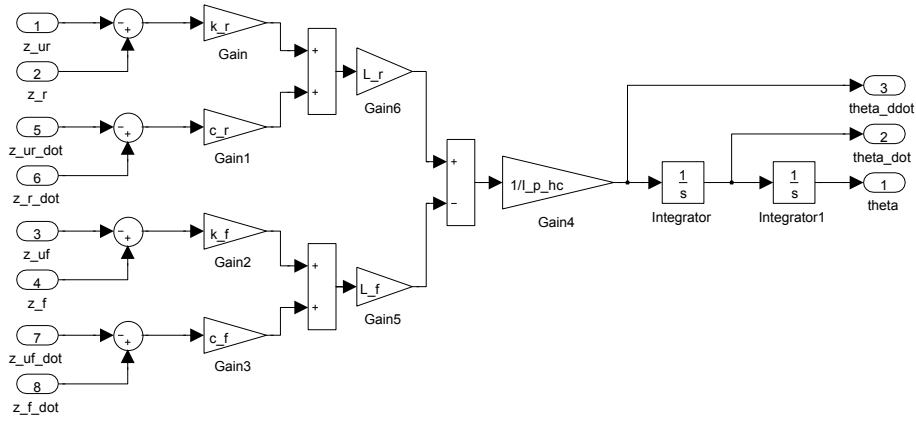 1
z_ur
2
z_r
5
z_ur_dot
6
z_r_dot
3
z_uf
4
z_f
7
z_uf_dot
8
z_f_dot
− +
− +
− +
− +
k_r
Gain
c_r
Gain1
k_f
Gain2
c_f
Gain3
+
+
+
+
L_r
Gain6
L_f
Gain5
+
−
1/I_p_hc
Gain4
1
s
Integrator
1
s
Integrator1
3
theta_ddot
2
theta_dot
1
theta